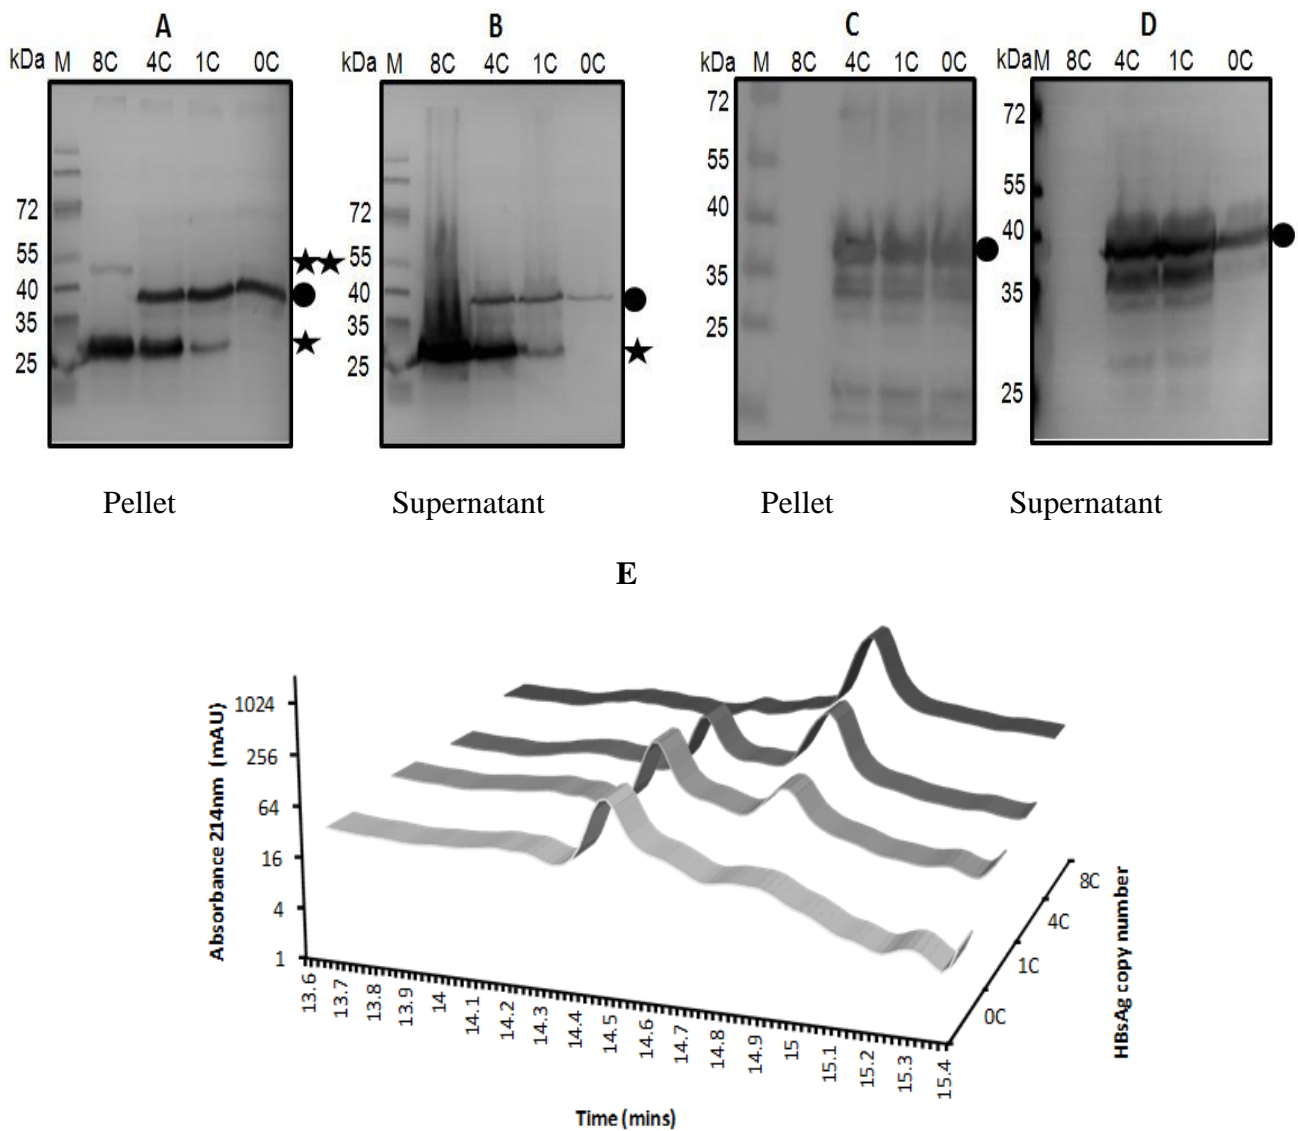 A
kDa M 8C 4C 1C 0C
72
55
40
35
25
Pellet
B
kDa M 8C 4C 1C 0C
72
55
40
35
25
Supernatant
C
kDa M 8C 4C 1C 0C
72
55
40
35
25
Pellet
D
kDa M 8C 4C 1C 0C
72
55
40
35
25
Supernatant
E
Absorbance 214nm (mAU)
1024
256
64
16
4
1
13.6 13.7 13.8 13.9 14 14.1 14.2 14.3 14.4 14.5 14.6 14.7 14.8 14.9 15 15.1 15.2 15.3 15.4
Time (mins)
8C
4C
1C
0C
HBsAg copy number